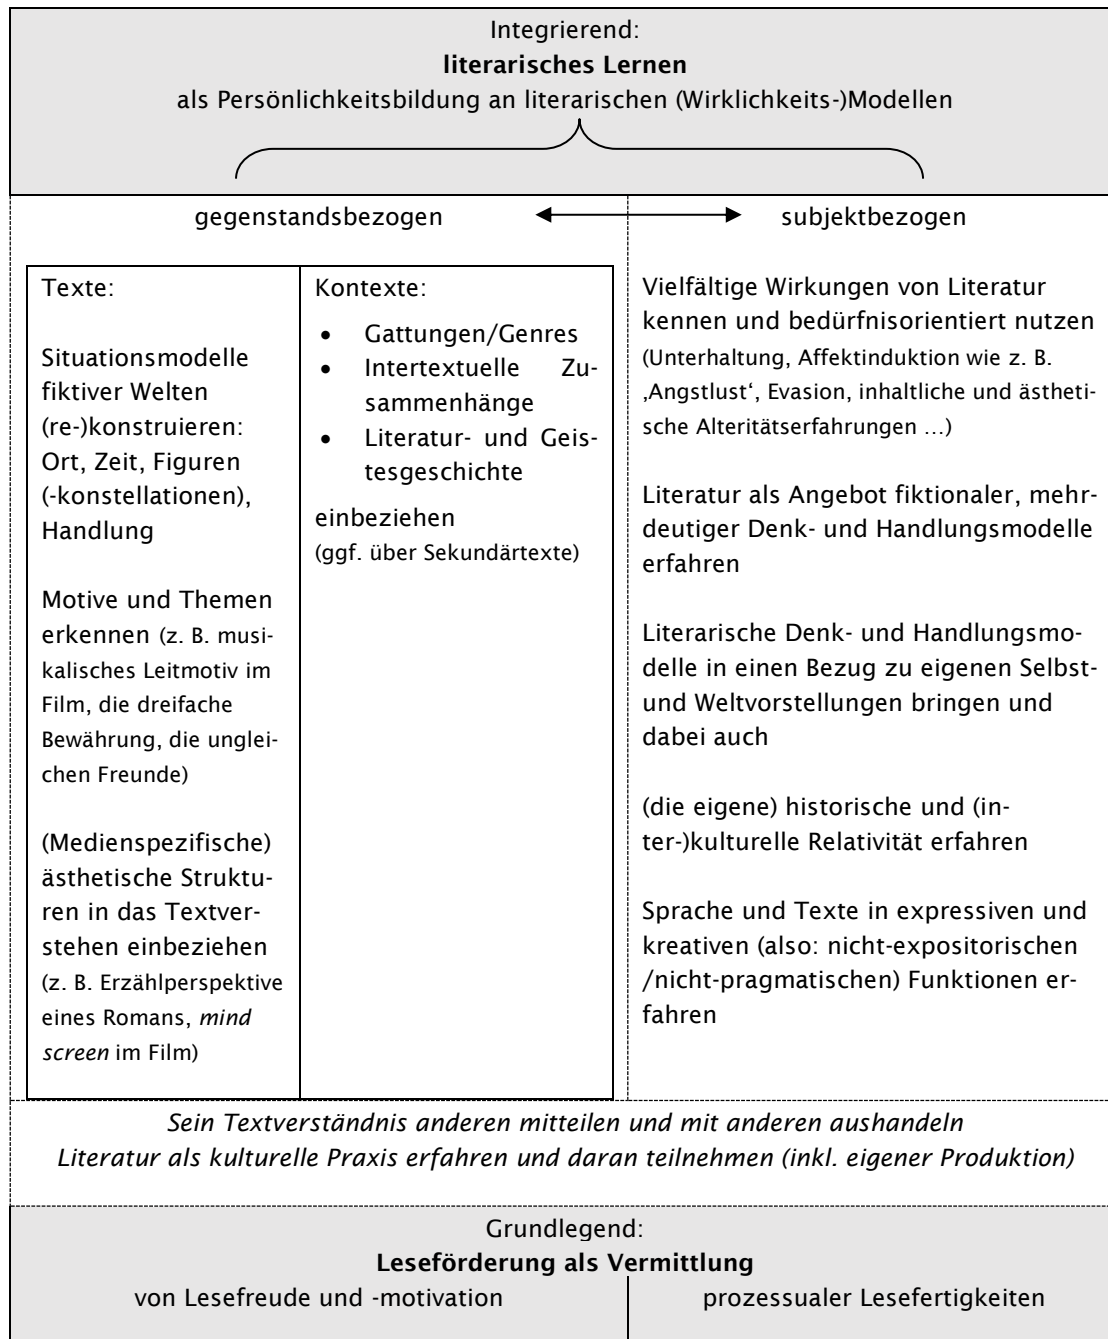 Integrierend:
literarisches Lernen
als Persönlichkeitsbildung an literarischen (Wirklichkeits-)Modellen
gegenstandsbezogen
subjektbezogen
Texte:
Situationsmodelle
fiktiver Welten
(re-)konstruieren:
Ort, Zeit, Figuren
(-konstellationen),
Handlung
Motive und Themen
erkennen (z. B. musi-
kalisches Leitmotiv im
Film, die dreifache
Bewährung, die unglei-
chen Freunde)
(Medienspezifische)
ästhetische Struktu-
ren in das Textver-
stehen einbeziehen
(z. B. Erzählperspektive
eines Romans, mind
screen im Film)
Kontexte:
• Gattungen/Genres
• Intertextuelle Zu-
sammenhänge
• Literatur- und Geis-
tesgeschichte
einbeziehen
(ggf. über Sekundärtexte)
Vielfältige Wirkungen von Literatur
kennen und bedürfnisorientiert nutzen
(Unterhaltung, Affektinduktion wie z. B.
‚Angstlust‘, Evasion, inhaltliche und ästhet-
ische Alteritätserfahrungen …)
Literatur als Angebot fiktionaler, mehr-
deutiger Denk- und Handlungsmodelle
erfahren
Literarische Denk- und Handlungsmo-
delle in einen Bezug zu eigenen Selbst-
und Weltvorstellungen bringen und
dabei auch
(die eigene) historische und (in-
ter-)kulturelle Relativität erfahren
Sprache und Texte in expressiven und
kreativen (also: nicht-expositorischen
/nicht-pragmatischen) Funktionen er-
fahren
Sein Textverständnis anderen mitteilen und mit anderen aushandeln
Literatur als kulturelle Praxis erfahren und daran teilnehmen (inkl. eigener Produktion)
Grundlegend:
Leseförderung als Vermittlung
von Lesefreude und -motivation
prozessualer Lesefertigkeiten